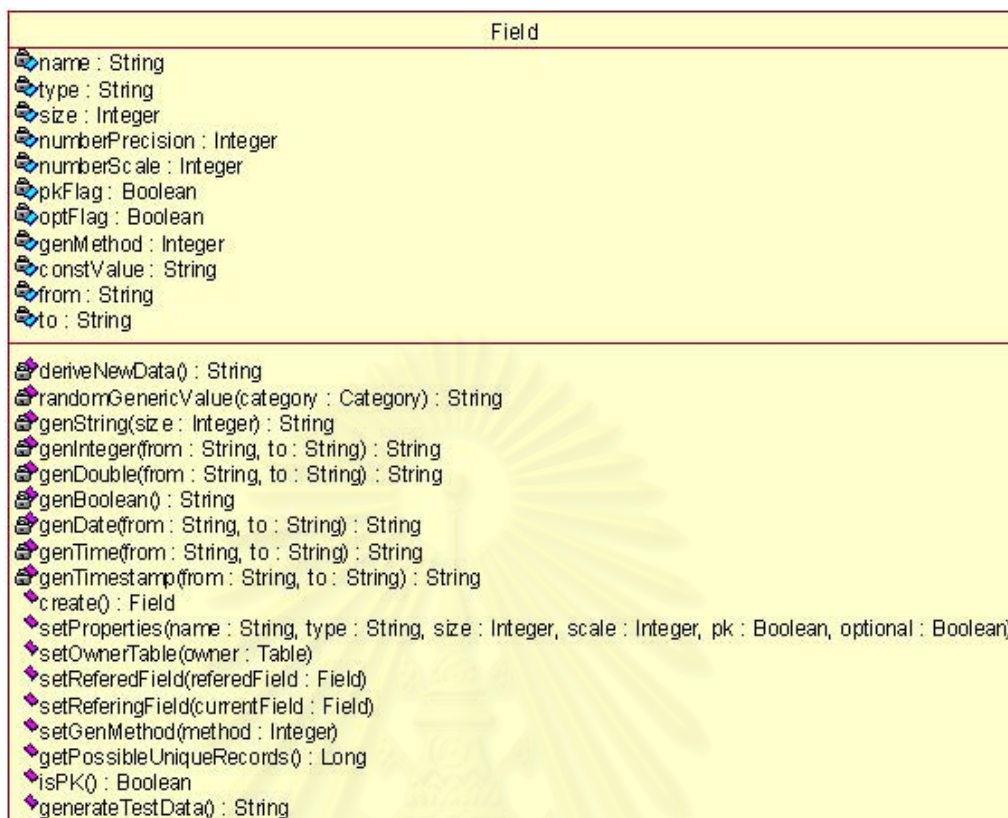 Field
name : String
type : String
size : Integer
numberPrecision : Integer
numberScale : Integer
pkFlag : Boolean
optFlag : Boolean
genMethod : Integer
constValue : String
from : String
to : String
deriveNewData() : String
randomGenericValue(category : Category) : String
genString(size : Integer) : String
genInteger(from : String, to : String) : String
genDouble(from : String, to : String) : String
genBoolean() : String
genDate(from : String, to : String) : String
genTime(from : String, to : String) : String
genTimestamp(from : String, to : String) : String
create() : Field
setProperties(name : String, type : String, size : Integer, scale : Integer, pk : Boolean, optional : Boolean)
setOwnerTable(owner : Table)
setReferedField(referedField : Field)
setReferingField(currentField : Field)
setGenMethod(method : Integer)
getPossibleUniqueRecords() : Long
isPK() : Boolean
generateTestData() : String